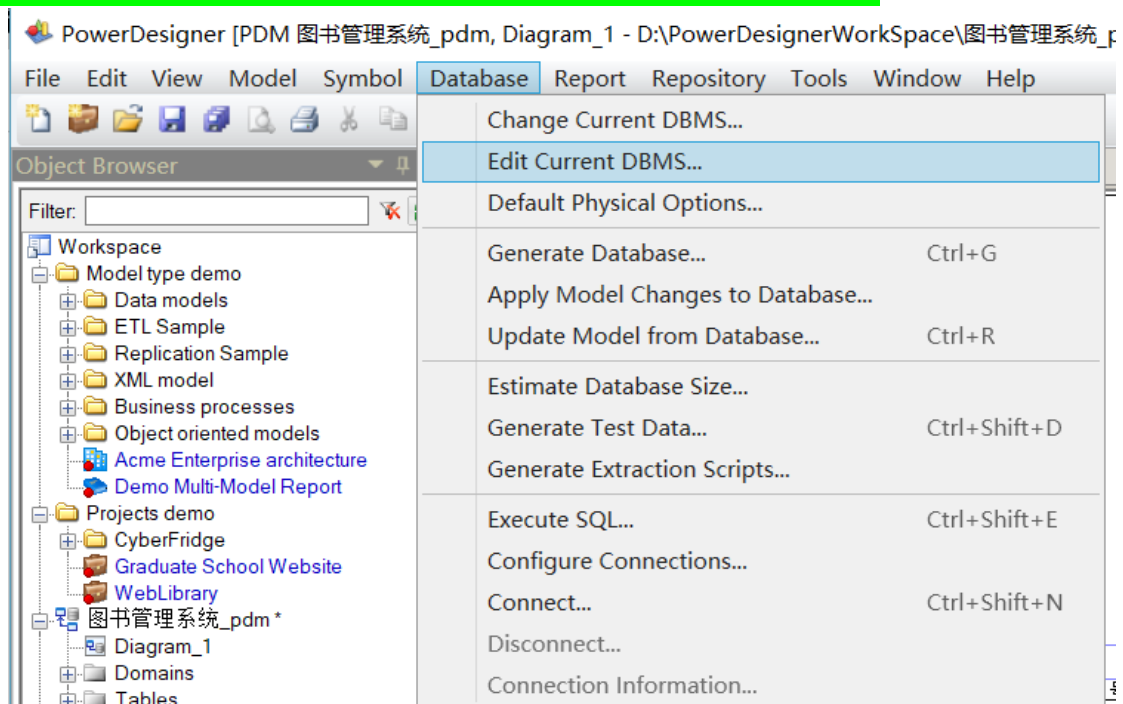 PowerDesigner [PDM 图书管理系统_pdm, Diagram_1 - D:\PowerDesignerWorkSpace\图书管理系统_p
File Edit View Model Symbol Database Report Repository Tools Window Help
Object Browser
Filter:
Workspace
Model type demo
Data models
ETL Sample
Replication Sample
XML model
Business processes
Object oriented models
Acme Enterprise architecture
Demo Multi-Model Report
Projects demo
CyberFridge
Graduate School Website
WebLibrary
图书管理系统_pdm *
Diagram_1
Domains
Tables
Change Current DBMS...
Edit Current DBMS...
Default Physical Options...
Generate Database... Ctrl+G
Apply Model Changes to Database...
Update Model from Database... Ctrl+R
Estimate Database Size...
Generate Test Data... Ctrl+Shift+D
Generate Extraction Scripts...
Execute SQL... Ctrl+Shift+E
Configure Connections...
Connect... Ctrl+Shift+N
Disconnect...
Connection Information...